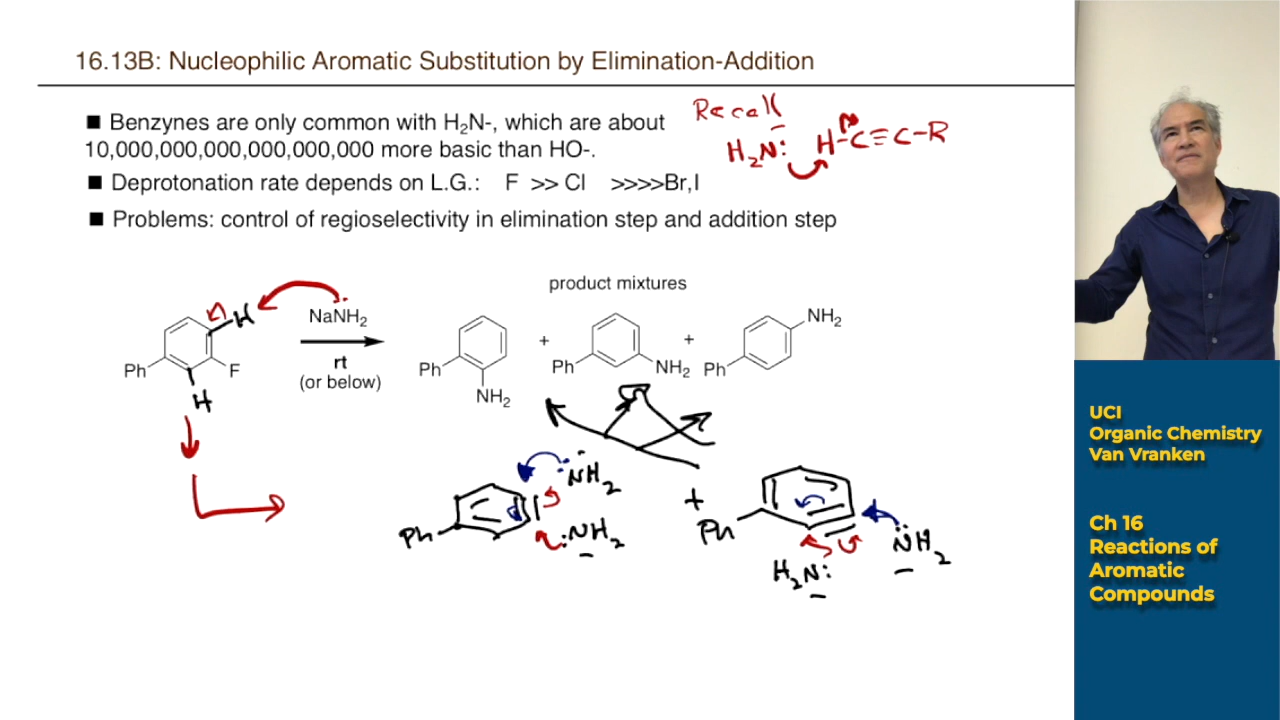 16.13B: Nucleophilic Aromatic Substitution by Elimination-Addition
■ Benzynes are only common with H₂N-, which are about
10,000,000,000,000,000,000 more basic than HO-.
■ Deprotonation rate depends on L.G.: F >> Cl >>>>Br,I
■ Problems: control of regioselectivity in elimination step and addition step
Recall
H₂N: H-C≡C-R
product mixtures
H
NaNH₂
NH₂
Ph
F
rt
(or below)
H
Ph
NH₂
+
Ph
NH₂
+
Ph
:NH₂
Ph
:NH₂
+
Ph
H₂N:
NH₂
UCI
Organic Chemistry
Van Vranken
Ch 16
Reactions of
Aromatic
Compounds